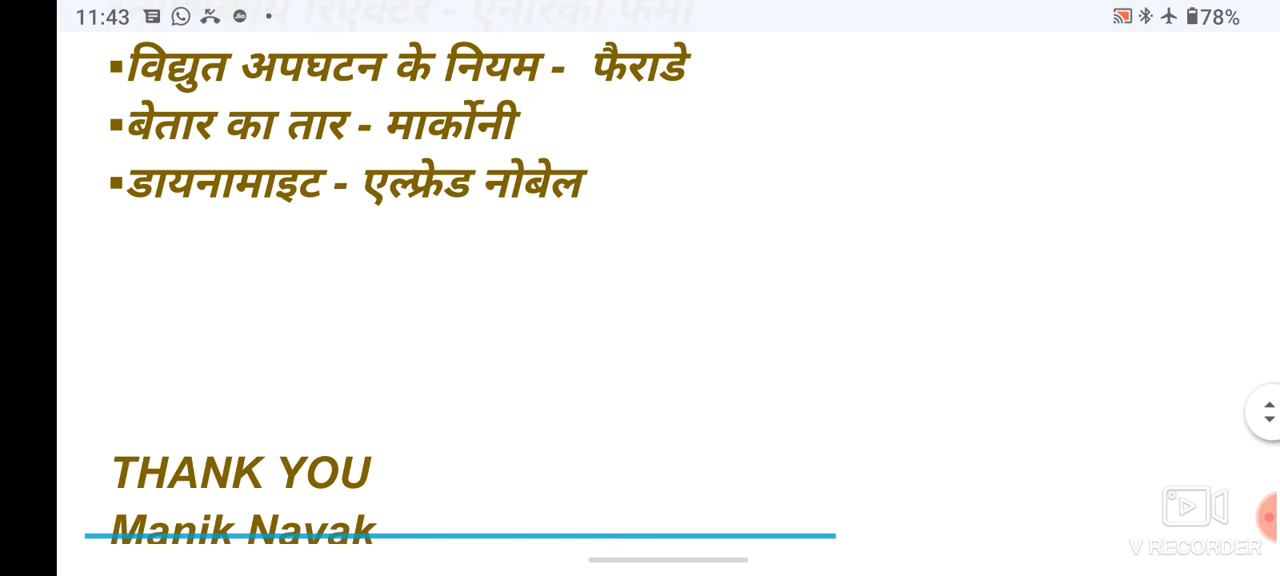 11:43 78%
▪विद्युत अपघटन के नियम - फैराडे
▪बेतार का तार - मार्कोनी
▪डायनामाइट - एल्फ्रेड नोबेल
THANK YOU
Manik Nayak
V RECORDER